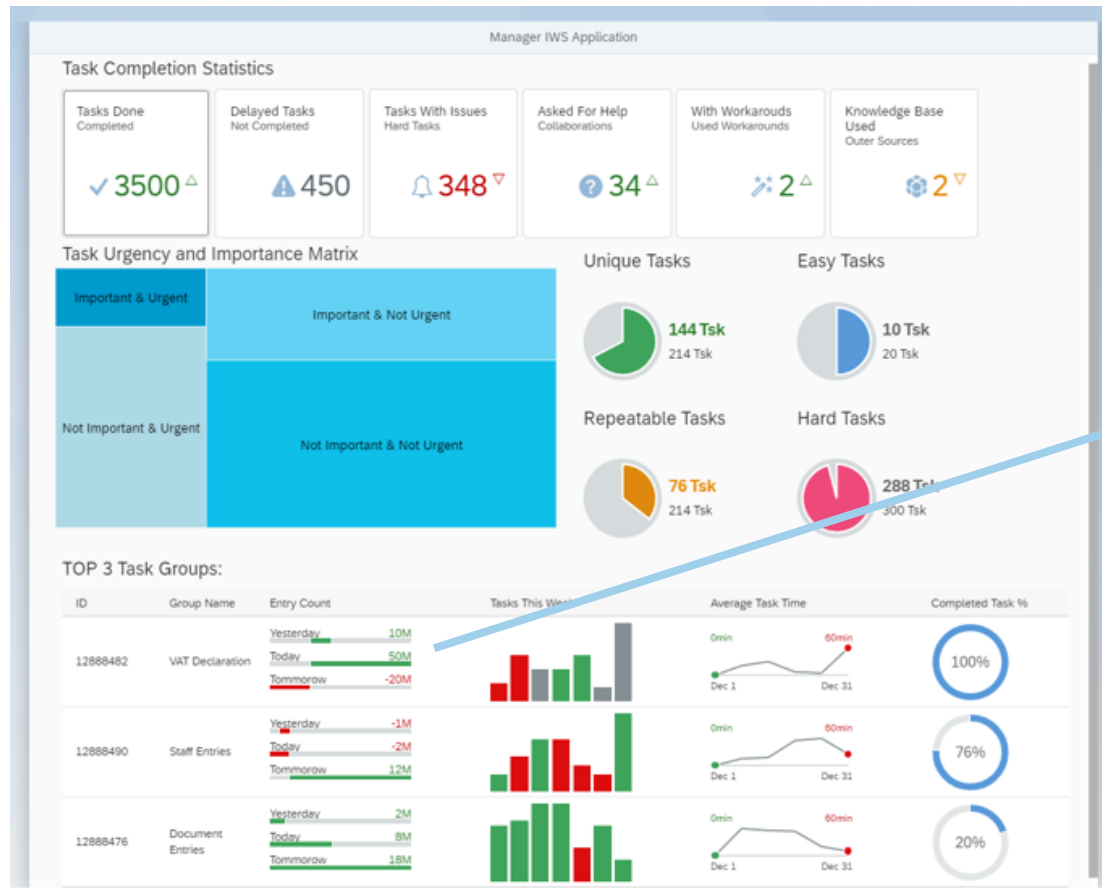 Manager IWS Application
Task Completion Statistics
Tasks Done
Completed
3500
Delayed Tasks
Not Completed
450
Tasks With Issues
Hard Tasks
348
Asked For Help
Collaborations
34
With Workarouds
Used Workarounds
2
Knowledge Base
Used
Outer Sources
2
Task Urgency and Importance Matrix
Important & Urgent
Important & Not Urgent
Not Important & Urgent
Not Important & Not Urgent
Unique Tasks
144 Tsk
214 Tsk
Easy Tasks
10 Tsk
20 Tsk
Repeatable Tasks
76 Tsk
214 Tsk
Hard Tasks
288 Tsk
300 Tsk
TOP 3 Task Groups:
ID Group Name Entry Count Tasks This Week Average Task Time Completed Task %
12888482
VAT Declaration
Yesterday 10M
Today 50M
Tommorow -20M
0min 60min
Dec 1 Dec 31
100%
12888490
Staff Entries
Yesterday -1M
Today -2M
Tommorow 12M
0min 60min
Dec 1 Dec 31
76%
12888476
Document
Entries
Yesterday 2M
Today 8M
Tommorow 18M
0min 60min
Dec 1 Dec 31
20%